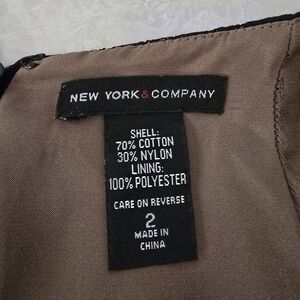 NEW YORK & COMPANY
SHELL:
70% COTTON
30% NYLON
LINING:
100% POLYESTER
CARE ON REVERSE
2
MADE IN
CHINA